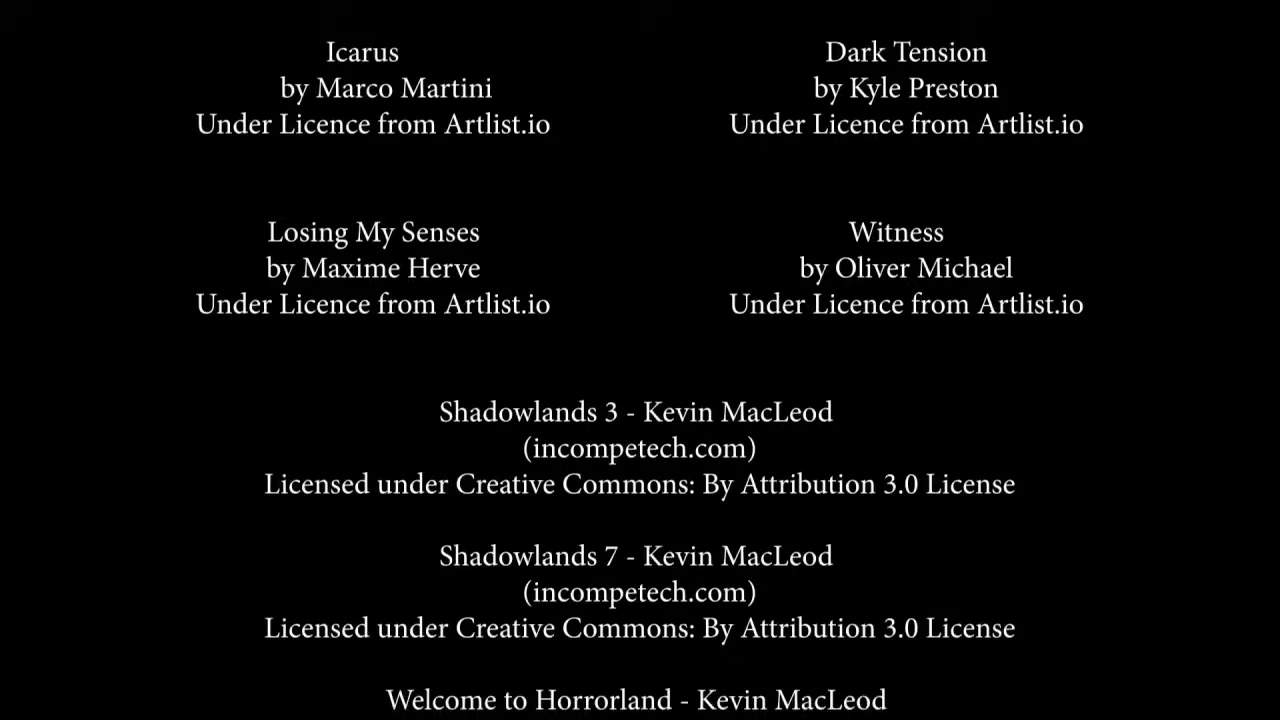 Icarus
by Marco Martini
Under Licence from Artlist.io
Dark Tension
by Kyle Preston
Under Licence from Artlist.io
Losing My Senses
by Maxime Herve
Under Licence from Artlist.io
Witness
by Oliver Michael
Under Licence from Artlist.io
Shadowlands 3 - Kevin MacLeod
(incompetech.com)
Licensed under Creative Commons: By Attribution 3.0 License
Shadowlands 7 - Kevin MacLeod
(incompetech.com)
Licensed under Creative Commons: By Attribution 3.0 License
Welcome to Horrorland - Kevin MacLeod